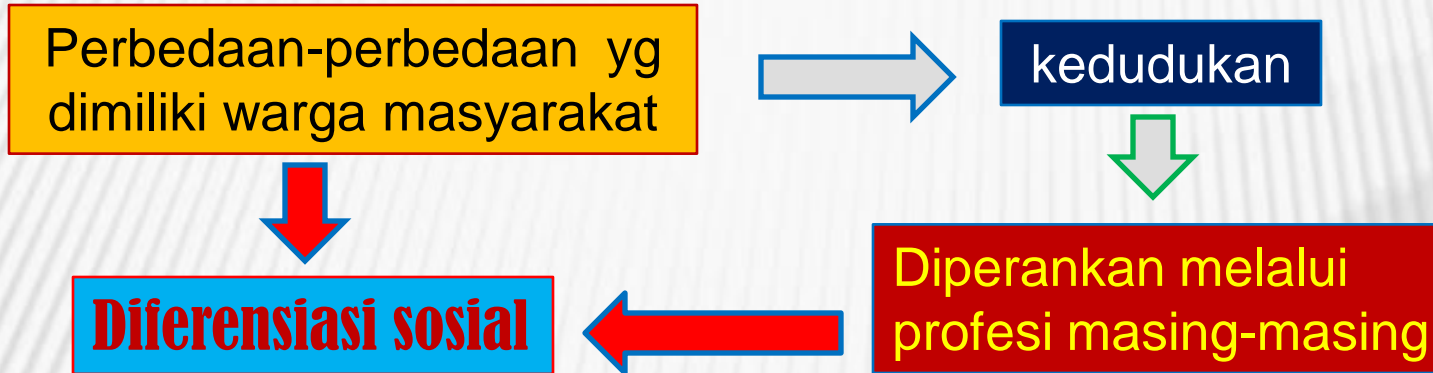 Perbedaan-perbedaan yg
dimiliki warga masyarakat
kedudukan
Diperankan melalui
profesi masing-masing
Diferensiasi sosial